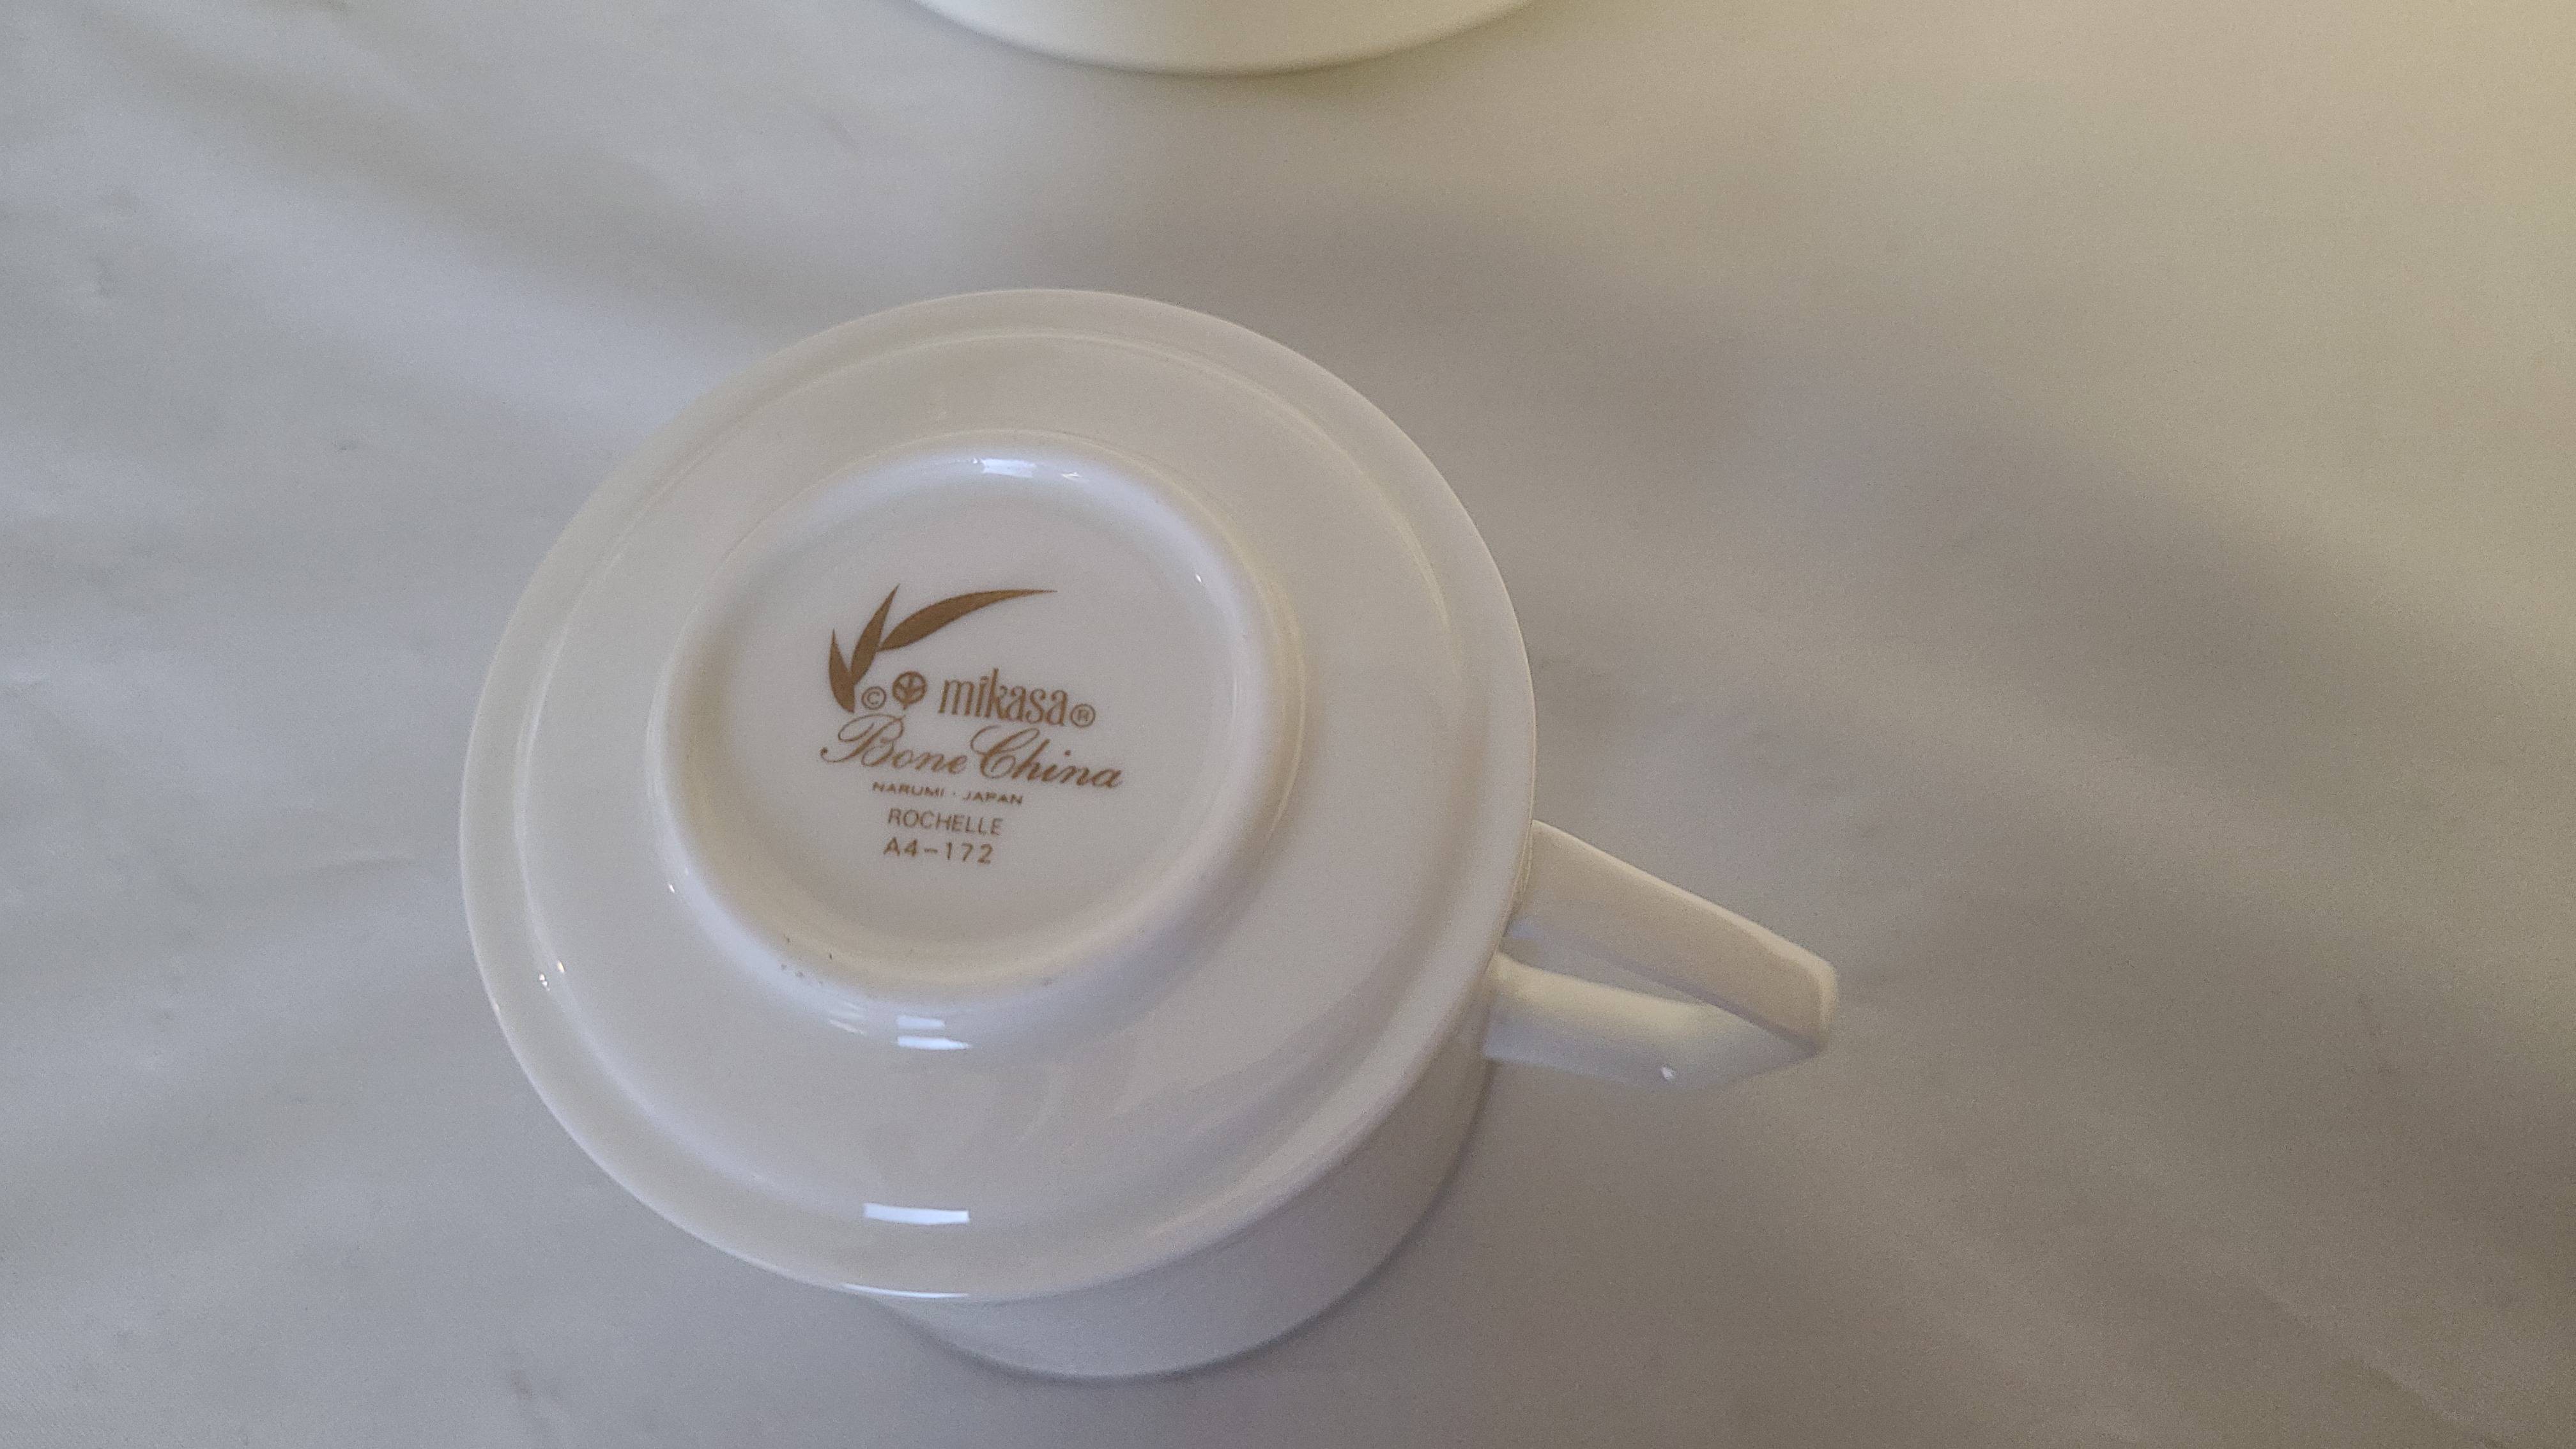 © mikasa®
Bone China
NARUMI · JAPAN
ROCHELLE
A4-172